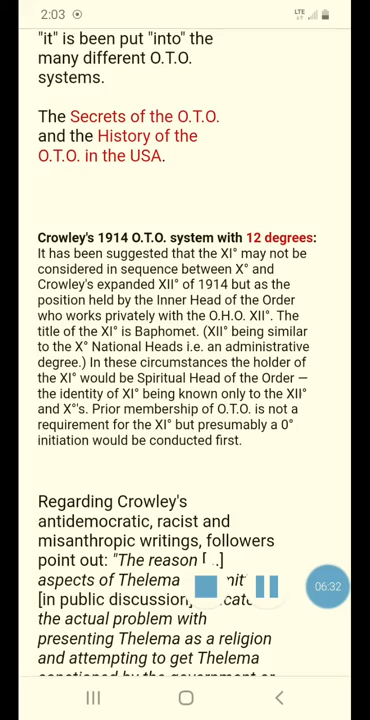 2:03
LTE
"it" is been put "into" the
many different O.T.O.
systems.
The Secrets of the O.T.O.
and the History of the
O.T.O. in the USA.
Crowley's 1914 O.T.O. system with 12 degrees:
It has been suggested that the XI° may not be
considered in sequence between X° and
Crowley's expanded XII° of 1914 but as the
position held by the Inner Head of the Order
who works privately with the O.H.O. XII°. The
title of the XI° is Baphomet. (XII° being similar
to the X° National Heads i.e. an administrative
degree.) In these circumstances the holder of
the XI° would be Spiritual Head of the Order —
the identity of XI° being known only to the XII°
and X°'s. Prior membership of O.T.O. is not a
requirement for the XI° but presumably a 0°
initiation would be conducted first.
Regarding Crowley's
antidemocratic, racist and
misanthropic writings, followers
point out: "The reason [ ..]
aspects of Thelema
[in public discussion]
06:32
the actual problem with
presenting Thelema as a religion
and attempting to get Thelema